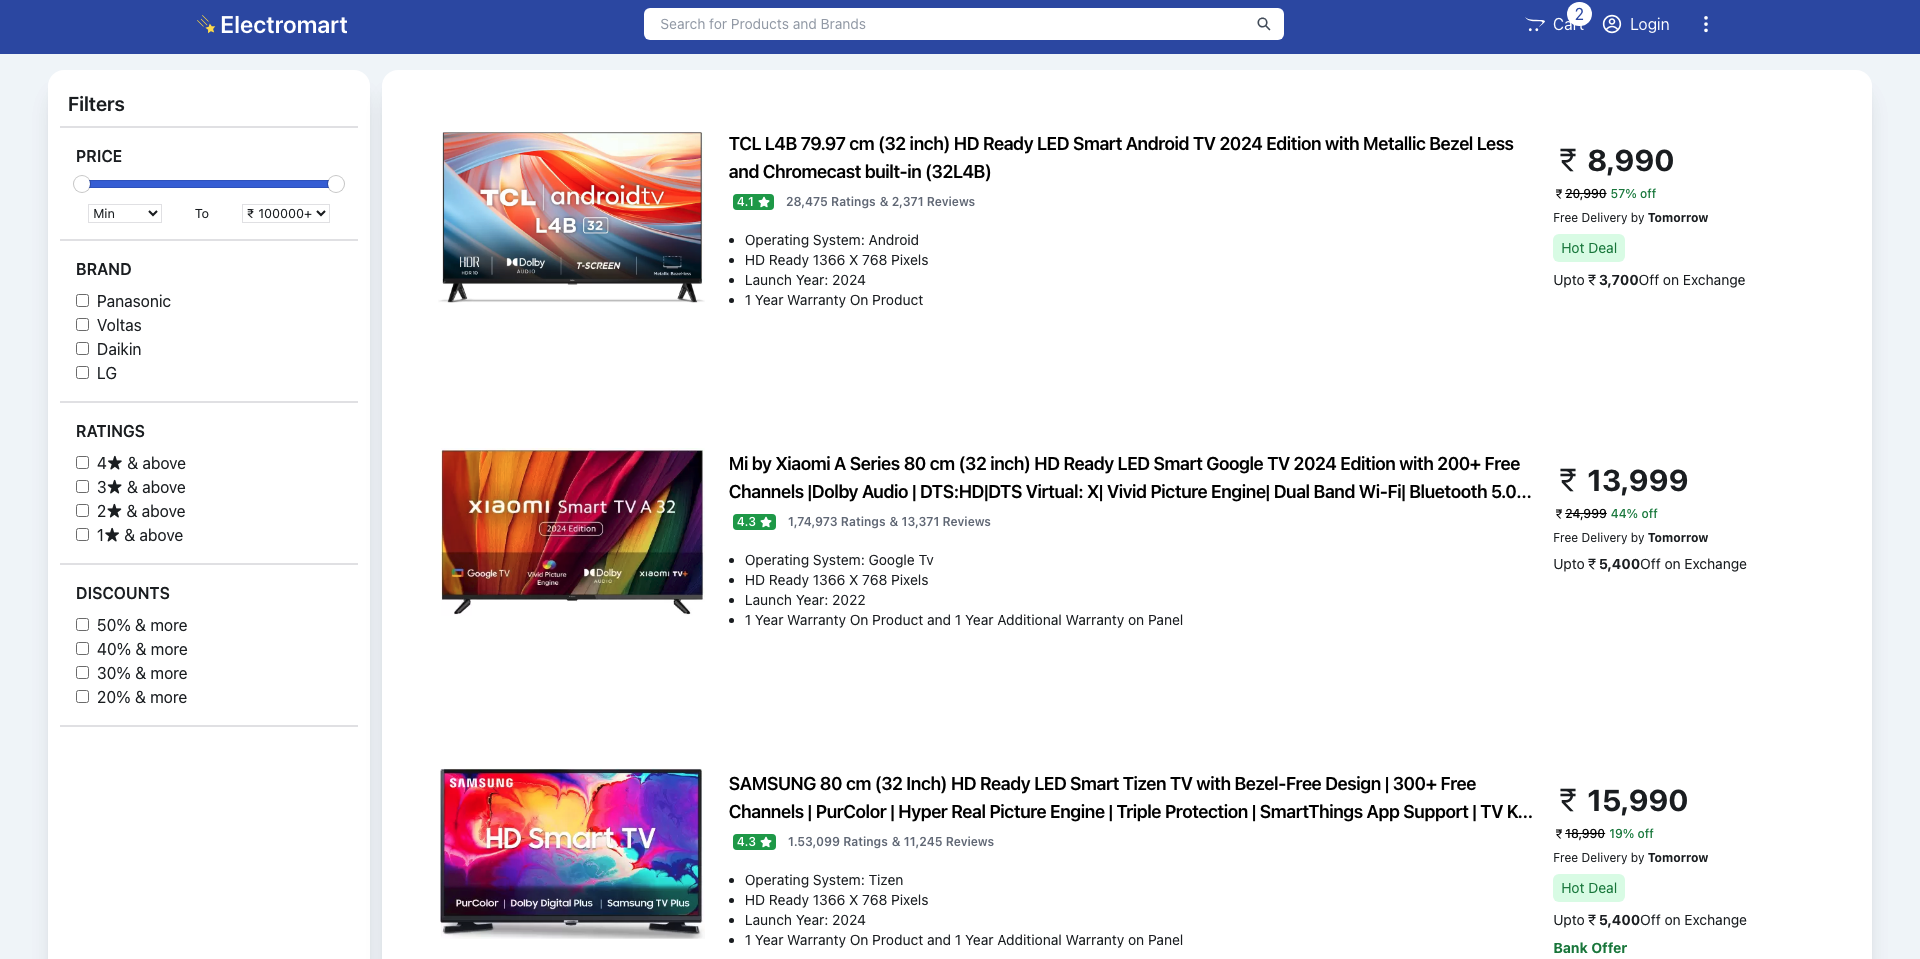 Electromart
Search for Products and Brands
Cart
2
Login
Filters
PRICE
Min
To
₹ 100000+
BRAND
Panasonic
Voltas
Daikin
LG
RATINGS
4★ & above
3★ & above
2★ & above
1★ & above
DISCOUNTS
50% & more
40% & more
30% & more
20% & more
TCL androidtv
L4B 32
HDR
HDR10
Dolby
AUDIO
T-SCREEN
Metallic Bezelless
TCL L4B 79.97 cm (32 inch) HD Ready LED Smart Android TV 2024 Edition with Metallic Bezel Less
and Chromecast built-in (32L4B)
4.1 ★ 28,475 Ratings & 2,371 Reviews
Operating System: Android
HD Ready 1366 X 768 Pixels
Launch Year: 2024
1 Year Warranty On Product
₹ 8,990
₹ 20,990 57% off
Free Delivery by Tomorrow
Hot Deal
Upto ₹ 3,700Off on Exchange
xiaomi Smart TV A 32
2024 Edition
Google TV
Vivid Picture
Engine
Dolby
AUDIO
xiaomi TV+
Mi by Xiaomi A Series 80 cm (32 inch) HD Ready LED Smart Google TV 2024 Edition with 200+ Free
Channels |Dolby Audio | DTS:HD|DTS Virtual: X| Vivid Picture Engine| Dual Band Wi-Fi| Bluetooth 5.0...
4.3 ★ 1,74,973 Ratings & 13,371 Reviews
Operating System: Google Tv
HD Ready 1366 X 768 Pixels
Launch Year: 2022
1 Year Warranty On Product and 1 Year Additional Warranty on Panel
₹ 13,999
₹ 24,999 44% off
Free Delivery by Tomorrow
Upto ₹ 5,400Off on Exchange
SAMSUNG
HD Smart TV
PurColor | Dolby Digital Plus | Samsung TV Plus
SAMSUNG 80 cm (32 Inch) HD Ready LED Smart Tizen TV with Bezel-Free Design | 300+ Free
Channels | PurColor | Hyper Real Picture Engine | Triple Protection | SmartThings App Support | TV K...
4.3 ★ 1.53,099 Ratings & 11,245 Reviews
Operating System: Tizen
HD Ready 1366 X 768 Pixels
Launch Year: 2024
1 Year Warranty On Product and 1 Year Additional Warranty on Panel
₹ 15,990
₹ 18,990 19% off
Free Delivery by Tomorrow
Hot Deal
Upto ₹ 5,400Off on Exchange
Bank Offer